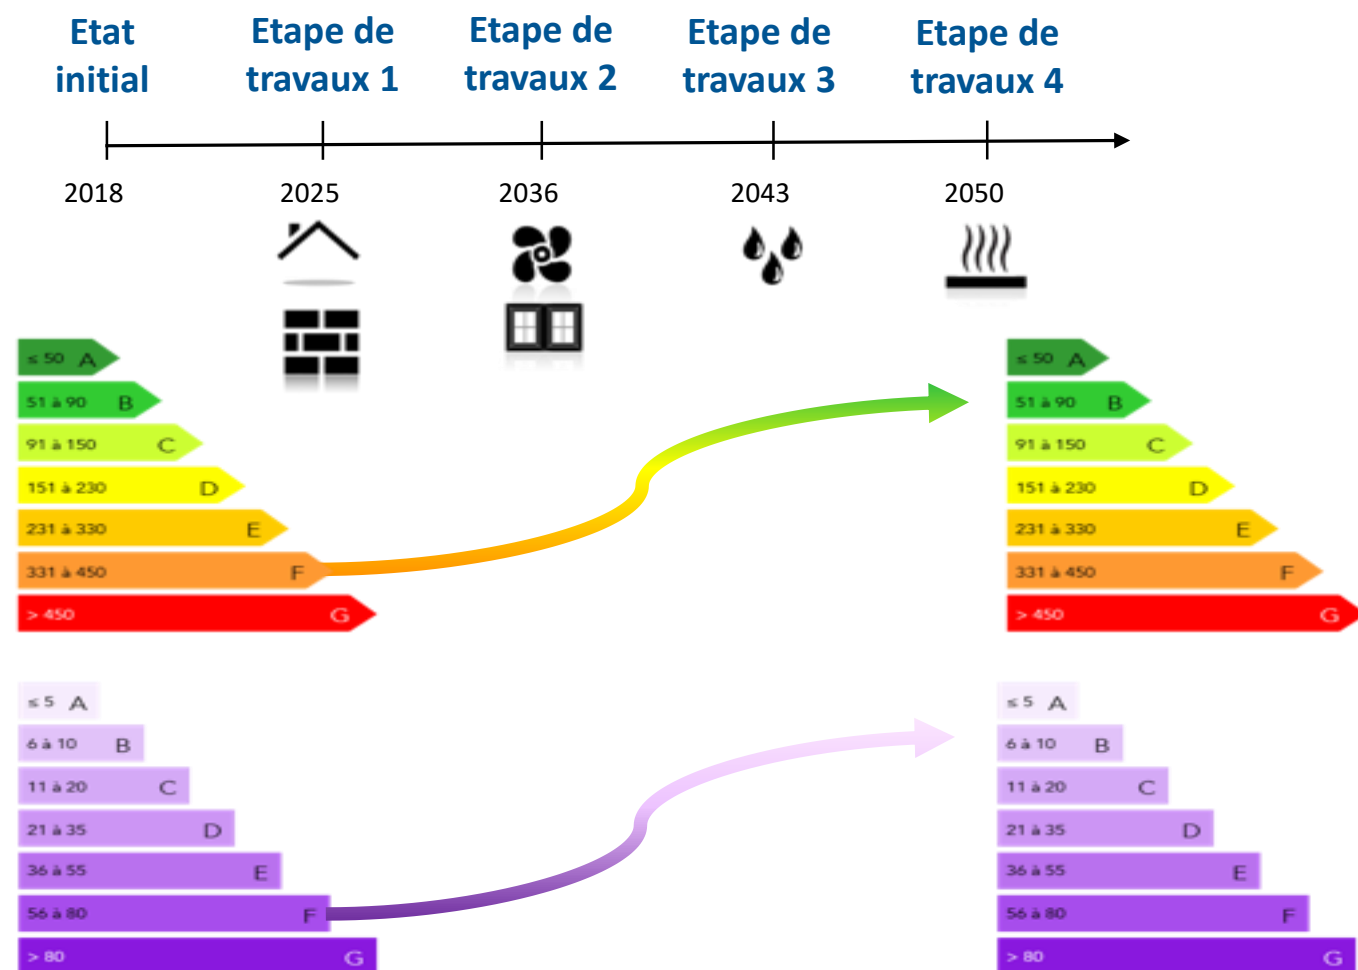 Etat
initial
Etape de
travaux 1
Etape de
travaux 2
Etape de
travaux 3
Etape de
travaux 4
2018
2025
2036
2043
2050
≤ 50 A
51 à 90 B
91 à 150 C
151 à 230 D
231 à 330 E
331 à 450 F
> 450 G
≤ 50 A
51 à 90 B
91 à 150 C
151 à 230 D
231 à 330 E
331 à 450 F
> 450 G
≤ 5 A
6 à 10 B
11 à 20 C
21 à 35 D
36 à 55 E
56 à 80 F
> 80 G
≤ 5 A
6 à 10 B
11 à 20 C
21 à 35 D
36 à 55 E
56 à 80 F
> 80 G